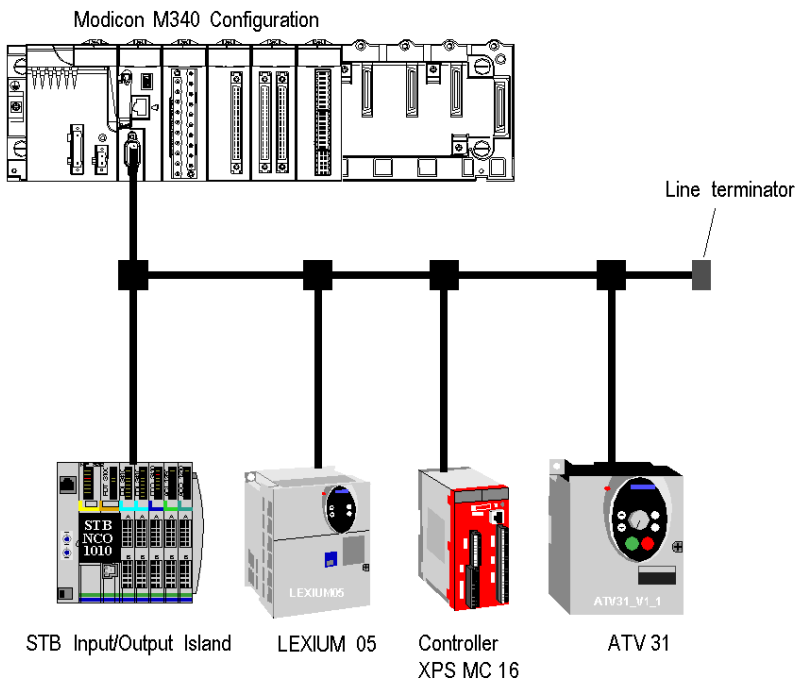 Modicon M340 Configuration
Line terminator
STB
NCO
1010
LEXIUM05
ATV31_V1_1
STB Input/Output Island
LEXIUM 05
Controller
XPS MC 16
ATV 31